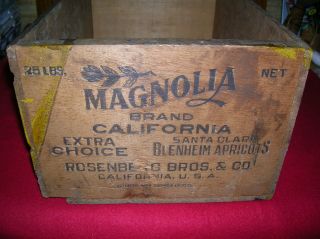 25 LBS. NET
MAGNOLIA
BRAND
CALIFORNIA
EXTRA CHOICE SANTA CLARA BLENHEIM APRICOTS
ROSENBERG BROS. & CO.
CALIFORNIA, U.S.A.